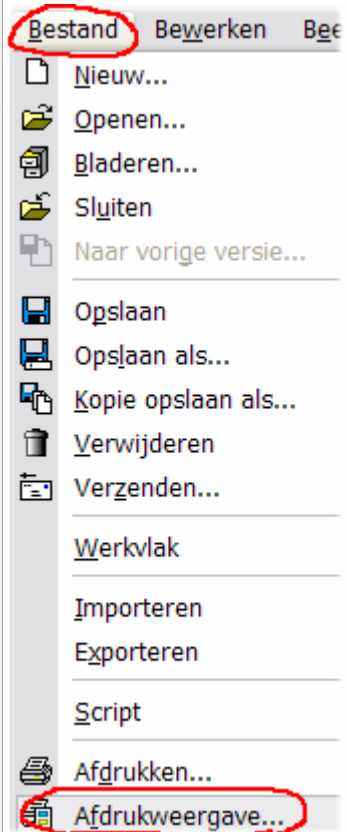 Bestand Bewerken Bee
Nieuw...
Openen...
Bladeren...
Sluiten
Naar vorige versie...
Opslaan
Opslaan als...
Kopie opslaan als...
Verwijderen
Verzenden...
Werkvlak
Importeren
Exporteren
Script
Afdrukken...
Afdrukweergave...